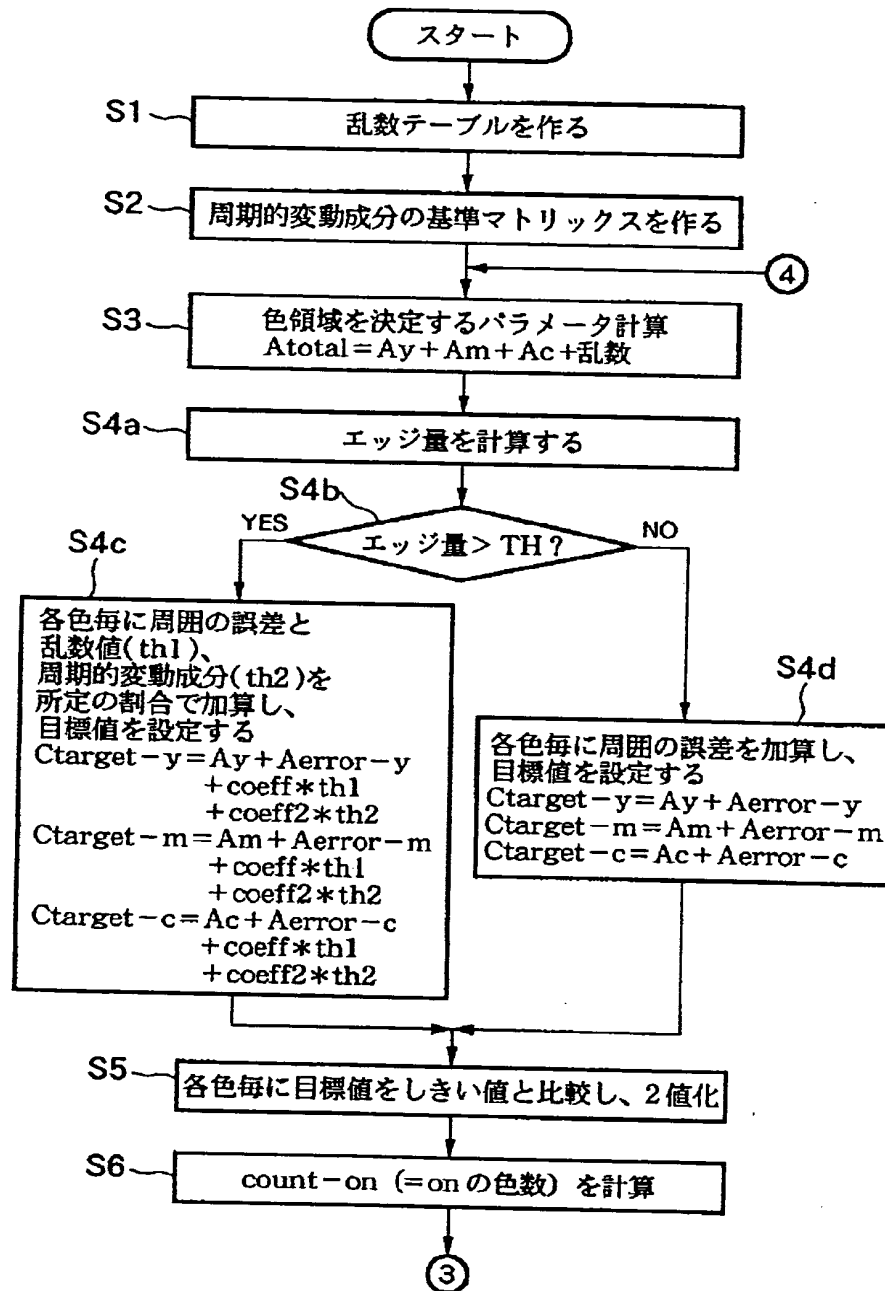 スタート
S1
乱数テーブルを作る
S2
周期的変動成分の基準マトリックスを作る
④
S3
色領域を決定するパラメータ計算
Atotal=Ay+Am+Ac+乱数
S4a
エッジ量を計算する
S4b
エッジ量>TH?
YES
NO
S4c
各色毎に周囲の誤差と
乱数値(th1)、
周期的変動成分(th2)を
所定の割合で加算し、
目標値を設定する
Ctarget-y=Ay+Aerror-y
+coeff*th1
+coeff2*th2
Ctarget-m=Am+Aerror-m
+coeff*th1
+coeff2*th2
Ctarget-c=Ac+Aerror-c
+coeff*th1
+coeff2*th2
S4d
各色毎に周囲の誤差を加算し、
目標値を設定する
Ctarget-y=Ay+Aerror-y
Ctarget-m=Am+Aerror-m
Ctarget-c=Ac+Aerror-c
S5
各色毎に目標値をしきい値と比較し、2値化
S6
count-on (=onの色数) を計算
③